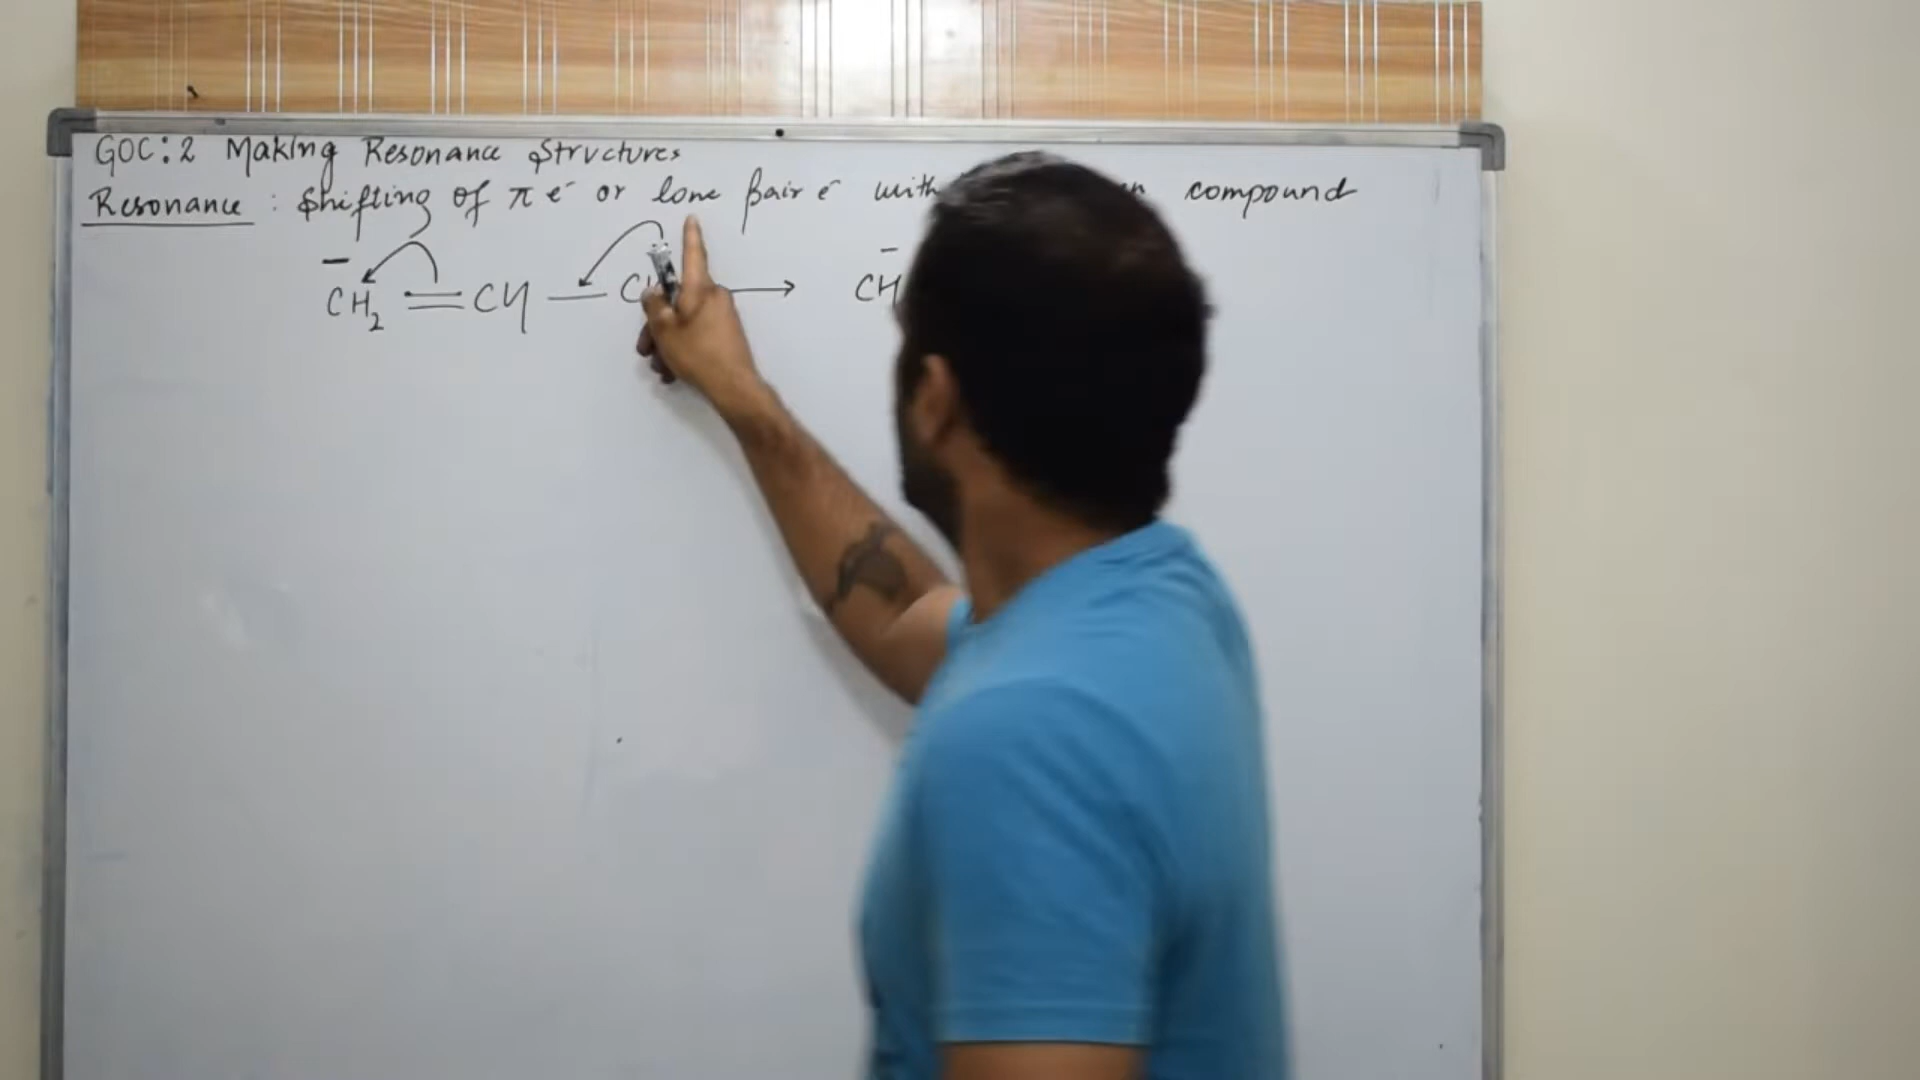 GOC:2 Making Resonance Structures
Resonance : Shifting of π e⁻ or lone pair e⁻ with compound
CH₂ = CH — C → CH